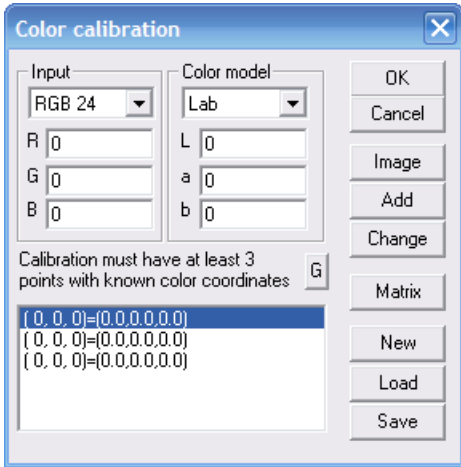 Color calibration
Input
RGB 24
R 0
G 0
B 0
Color model
Lab
L 0
a 0
b 0
Calibration must have at least 3
points with known color coordinates
G
( 0, 0, 0)=(0.0,0.0,0.0)
( 0, 0, 0)=(0.0,0.0,0.0)
( 0, 0, 0)=(0.0,0.0,0.0)
OK
Cancel
Image
Add
Change
Matrix
New
Load
Save